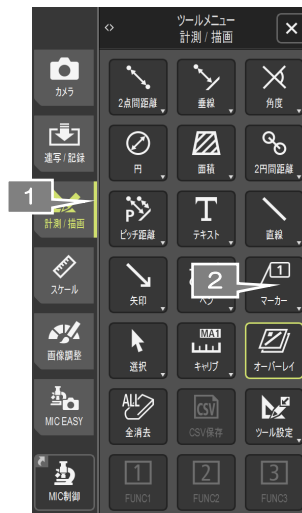 ツールメニュー
計測 / 描画
カメラ
連写 / 記録
1
計測 / 描画
スケール
画像調整
MIC EASY
MIC制御
2点間距離
垂線
角度
円
面積
2円間距離
P
ピッチ距離
T
テキスト
直線
矢印
2
ペン
1
マーカー
選択
MA1
キャリブ
オーバーレイ
ALL
全消去
CSV
CSV保存
ツール設定
1
FUNC1
2
FUNC2
3
FUNC3